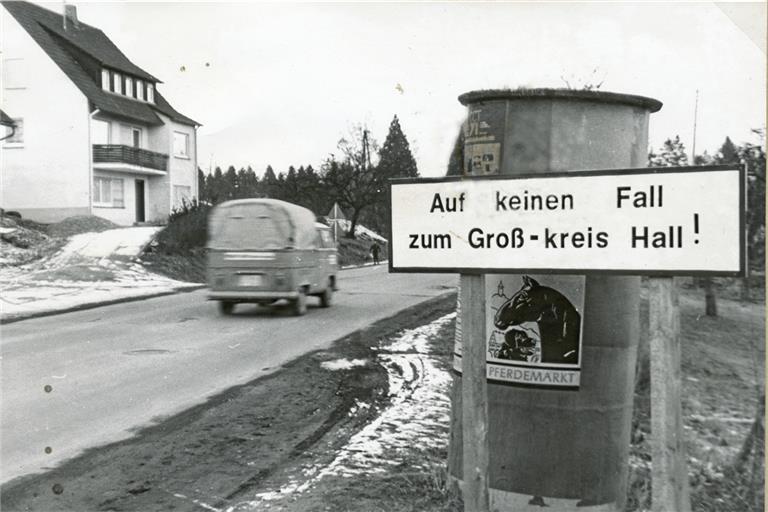 Auf keinen Fall
zum Groß-kreis Hall!
PFERDEMARKT